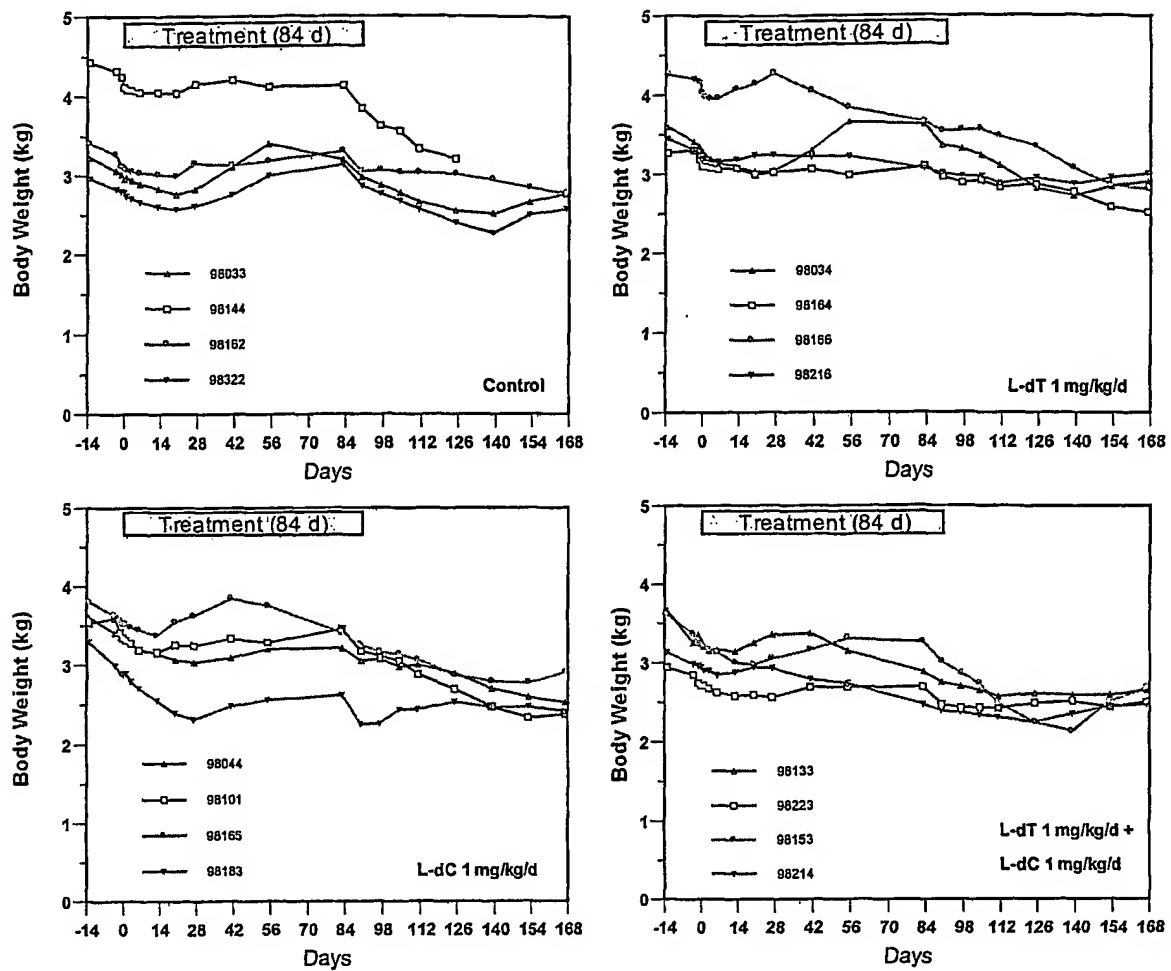 Treatment (84 d)
5
4
3
2
1
0
Body Weight (kg)
98033
98144
98162
98322
Control
-14 0 14 28 42 56 70 84 98 112 126 140 154 168
Days
Treatment (84 d)
5
4
3
2
1
0
Body Weight (kg)
98034
98164
98166
98216
L-dT 1 mg/kg/d
-14 0 14 28 42 56 70 84 98 112 126 140 154 168
Days
Treatment (84 d)
5
4
3
2
1
0
Body Weight (kg)
98044
98101
98165
98183
L-dC 1 mg/kg/d
-14 0 14 28 42 56 70 84 98 112 126 140 154 168
Days
Treatment (84 d)
5
4
3
2
1
0
Body Weight (kg)
98133
98223
98153
98214
L-dT 1 mg/kg/d +
L-dC 1 mg/kg/d
-14 0 14 28 42 56 70 84 98 112 126 140 154 168
Days